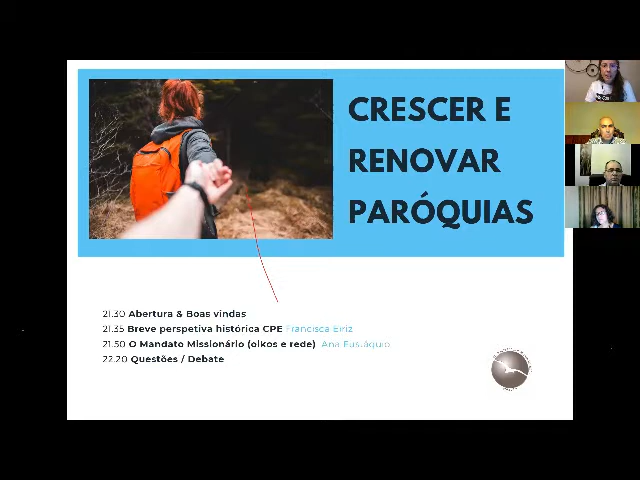 CRESCER E
RENOVAR
PARÓQUIAS
21.30 Abertura & Boas vindas
21.35 Breve perspetiva histórica CPE Francisca Eiriz
21.50 O Mandato Missionário (oikos e rede) Ana Eustáquio
22.20 Questões / Debate